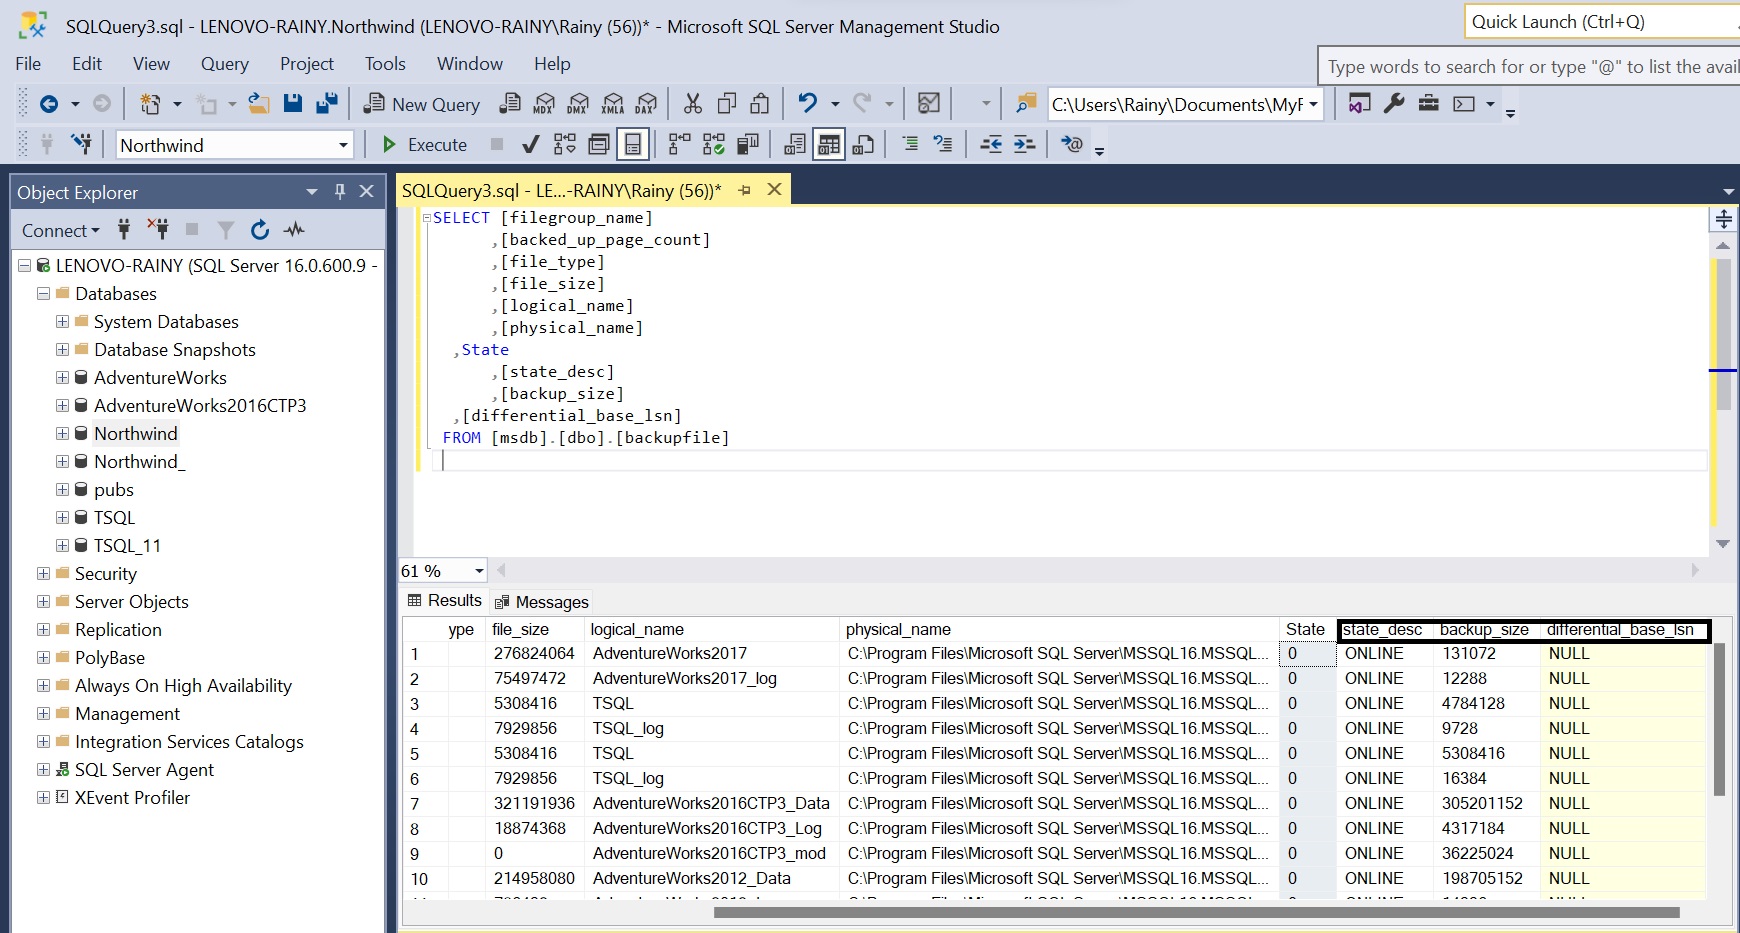 SQLQuery3.sql - LENOVO-RAINY.Northwind (LENOVO-RAINY\Rainy (56))* - Microsoft SQL Server Management Studio
Quick Launch (Ctrl+Q)
File Edit View Query Project Tools Window Help
Type words to search for or type "@" to list the avail
New Query MDX DMX XMLA DAX C:\Users\Rainy\Documents\MyF
Northwind Execute
Object Explorer
Connect
LENOVO-RAINY (SQL Server 16.0.600.9 -
Databases
System Databases
Database Snapshots
AdventureWorks
AdventureWorks2016CTP3
Northwind
Northwind_
pubs
TSQL
TSQL_11
Security
Server Objects
Replication
PolyBase
Always On High Availability
Management
Integration Services Catalogs
SQL Server Agent
XEvent Profiler
SQLQuery3.sql - LE...-RAINY\Rainy (56))*
SELECT [filegroup_name]
,[backed_up_page_count]
,[file_type]
,[file_size]
,[logical_name]
,[physical_name]
,State
,[state_desc]
,[backup_size]
,[differential_base_lsn]
FROM [msdb].[dbo].[backupfile]
61 %
Results Messages
ype file_size logical_name physical_name State state_desc backup_size differential_base_lsn
1 276824064 AdventureWorks2017 C:\Program Files\Microsoft SQL Server\MSSQL16.MSSQL... 0 ONLINE 131072 NULL
2 75497472 AdventureWorks2017_log C:\Program Files\Microsoft SQL Server\MSSQL16.MSSQL... 0 ONLINE 12288 NULL
3 5308416 TSQL C:\Program Files\Microsoft SQL Server\MSSQL16.MSSQL... 0 ONLINE 4784128 NULL
4 7929856 TSQL_log C:\Program Files\Microsoft SQL Server\MSSQL16.MSSQL... 0 ONLINE 9728 NULL
5 5308416 TSQL C:\Program Files\Microsoft SQL Server\MSSQL16.MSSQL... 0 ONLINE 5308416 NULL
6 7929856 TSQL_log C:\Program Files\Microsoft SQL Server\MSSQL16.MSSQL... 0 ONLINE 16384 NULL
7 321191936 AdventureWorks2016CTP3_Data C:\Program Files\Microsoft SQL Server\MSSQL16.MSSQL... 0 ONLINE 305201152 NULL
8 18874368 AdventureWorks2016CTP3_Log C:\Program Files\Microsoft SQL Server\MSSQL16.MSSQL... 0 ONLINE 4317184 NULL
9 0 AdventureWorks2016CTP3_mod C:\Program Files\Microsoft SQL Server\MSSQL16.MSSQL... 0 ONLINE 36225024 NULL
10 214958080 AdventureWorks2012_Data C:\Program Files\Microsoft SQL Server\MSSQL16.MSSQL... 0 ONLINE 198705152 NULL